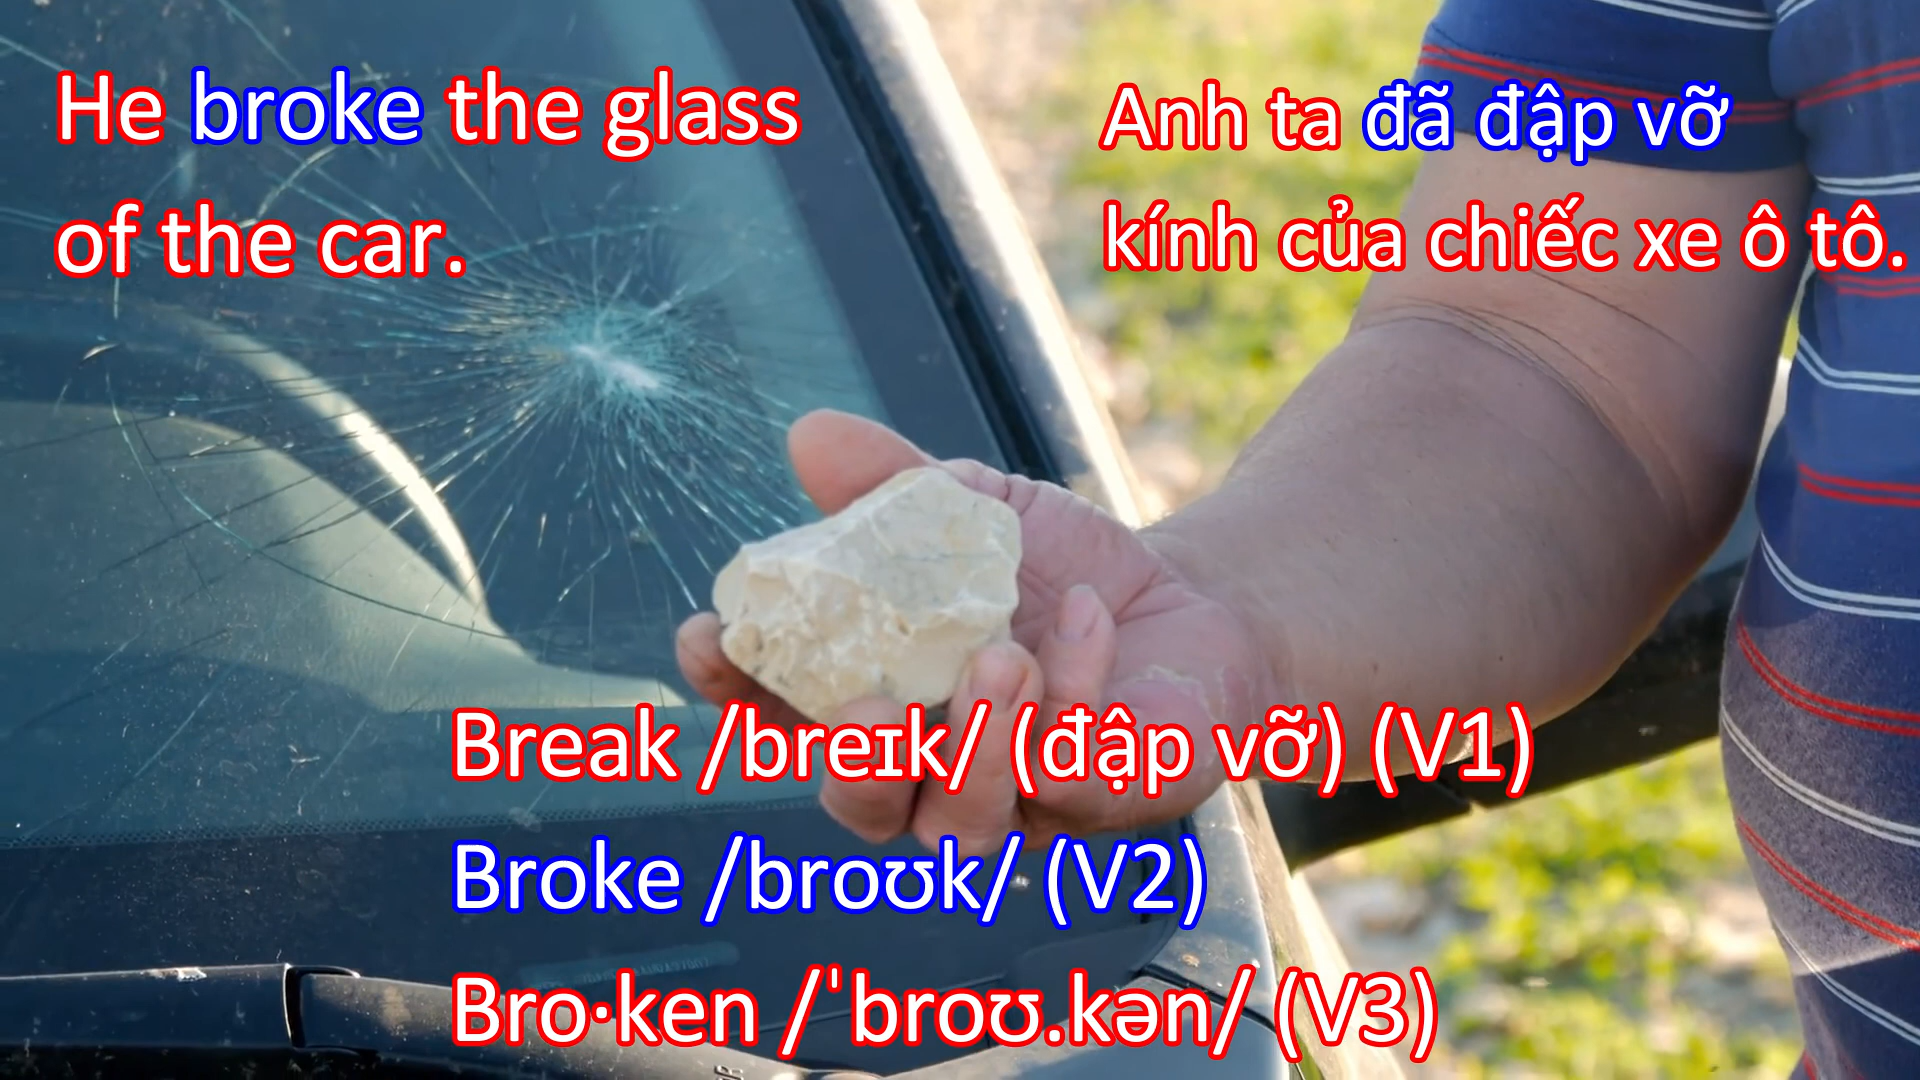 He broke the glass
of the car.
Anh ta đã đập vỡ
kính của chiếc xe ô tô.
Break /breɪk/ (đập vỡ) (V1)
Broke /broʊk/ (V2)
Bro·ken /ˈbroʊ.kən/ (V3)